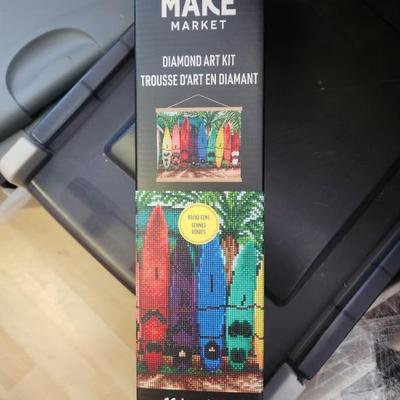 MAKE
MARKET
DIAMOND ART KIT
TROUSSE D'ART EN DIAMANT
ROUND GEMS
GEMMES
RONDES